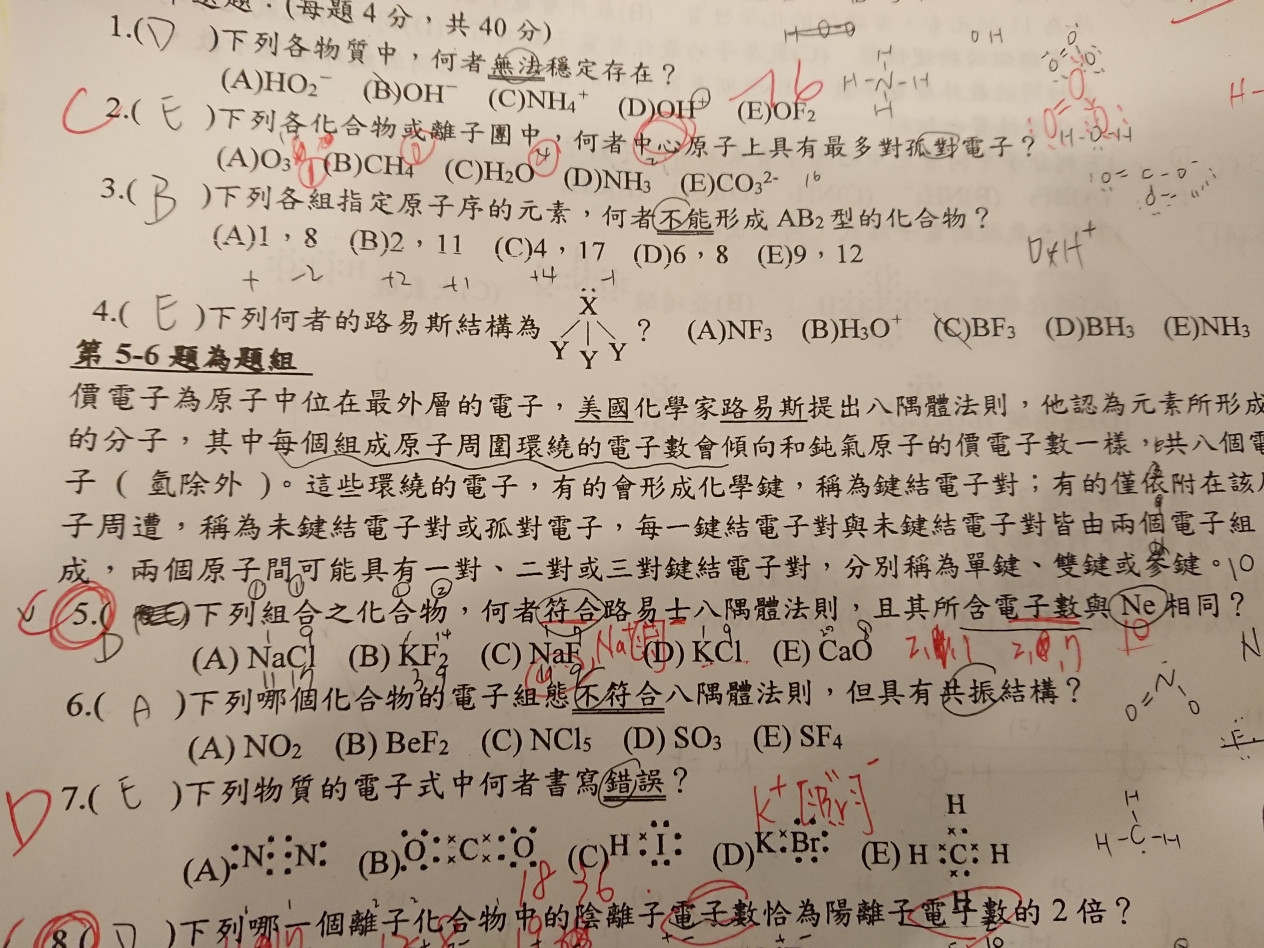 (每題 4 分，共 40 分)
1.(D)下列各物質中，何者無法穩定存在？
(A)HO₂⁻ (B)OH⁻ (C)NH₄⁺ (D)OH⁺ (E)OF₂
-16
C 2.(E)下列各化合物或離子團中，何者中心原子上具有最多對孤對電子？
(A)O₃ (B)CH₄ (C)H₂O (D)NH₃ (E)CO₃²⁻ 16
3.(B)下列各組指定原子序的元素，何者不能形成 AB₂ 型的化合物？
(A)1，8 (B)2，11 (C)4，17 (D)6，8 (E)9，12
+ -2 +2 +1 +4 -1
4.(E)下列何者的路易斯結構為 X Y Y Y ？ (A)NF₃ (B)H₃O⁺ (C)BF₃ (D)BH₃ (E)NH₃
第 5-6 題為題組
價電子為原子中位在最外層的電子，美國化學家路易斯提出八隅體法則，他認為元素所形成
的分子，其中每個組成原子周圍環繞的電子數會傾向和鈍氣原子的價電子數一樣，共八個電
子（氫除外）。這些環繞的電子，有的會形成化學鍵，稱為鍵結電子對；有的僅依附在該
子周遭，稱為未鍵結電子對或孤對電子，每一鍵結電子對與未鍵結電子對皆由兩個電子組
成，兩個原子間可能具有一對、二對或三對鍵結電子對，分別稱為單鍵、雙鍵或參鍵。10
C 5.( )下列組合之化合物，何者符合路易士八隅體法則，且其所含電子數與 Ne 相同？
D (A) NaCl (B) KF₂ (C) NaF (D) KCl (E) CaO
6.(A)下列哪個化合物的電子組態不符合八隅體法則，但具有共振結構？
(A) NO₂ (B) BeF₂ (C) NCl₅ (D) SO₃ (E) SF₄
D 7.(E)下列物質的電子式中何者書寫錯誤？
K⁺[Br]⁻
(A) N N (B) O C O (C) H I (D) K Br (E) H C H H H
18 36
8.(D)下列哪一個離子化合物中的陰離子電子數恰為陽離子電子數的 2 倍？